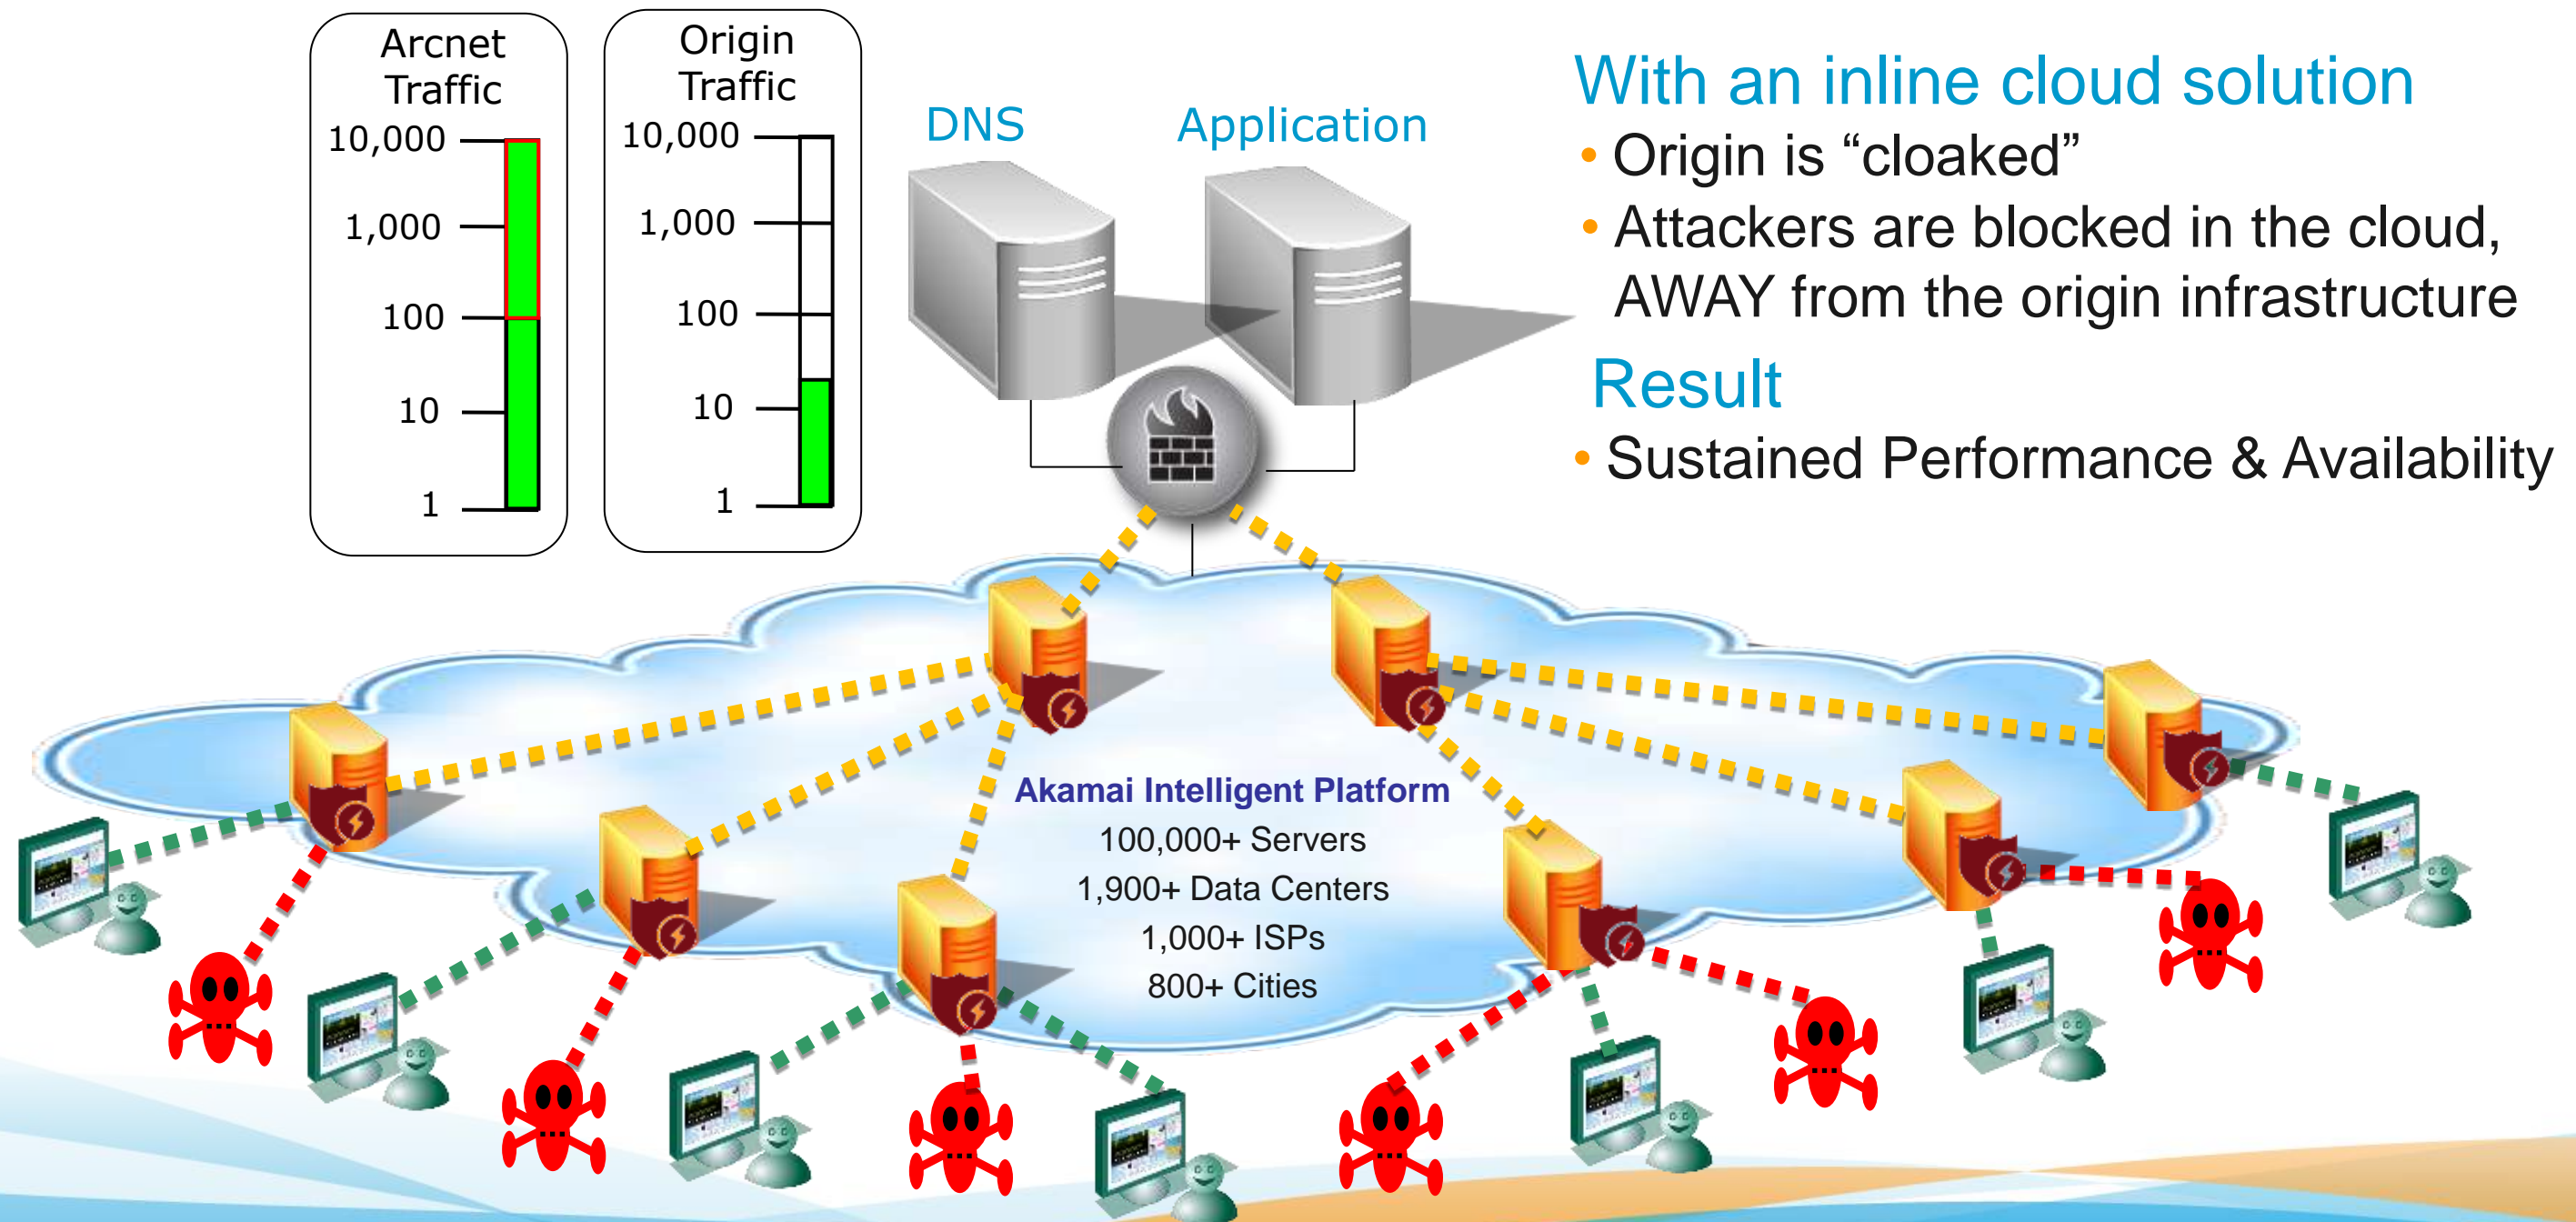 Arcnet
Traffic
10,000
1,000
100
10
1
Origin
Traffic
10,000
1,000
100
10
1
DNS
Application
With an inline cloud solution
• Origin is “cloaked”
• Attackers are blocked in the cloud,
AWAY from the origin infrastructure
Result
• Sustained Performance & Availability
Akamai Intelligent Platform
100,000+ Servers
1,900+ Data Centers
1,000+ ISPs
800+ Cities